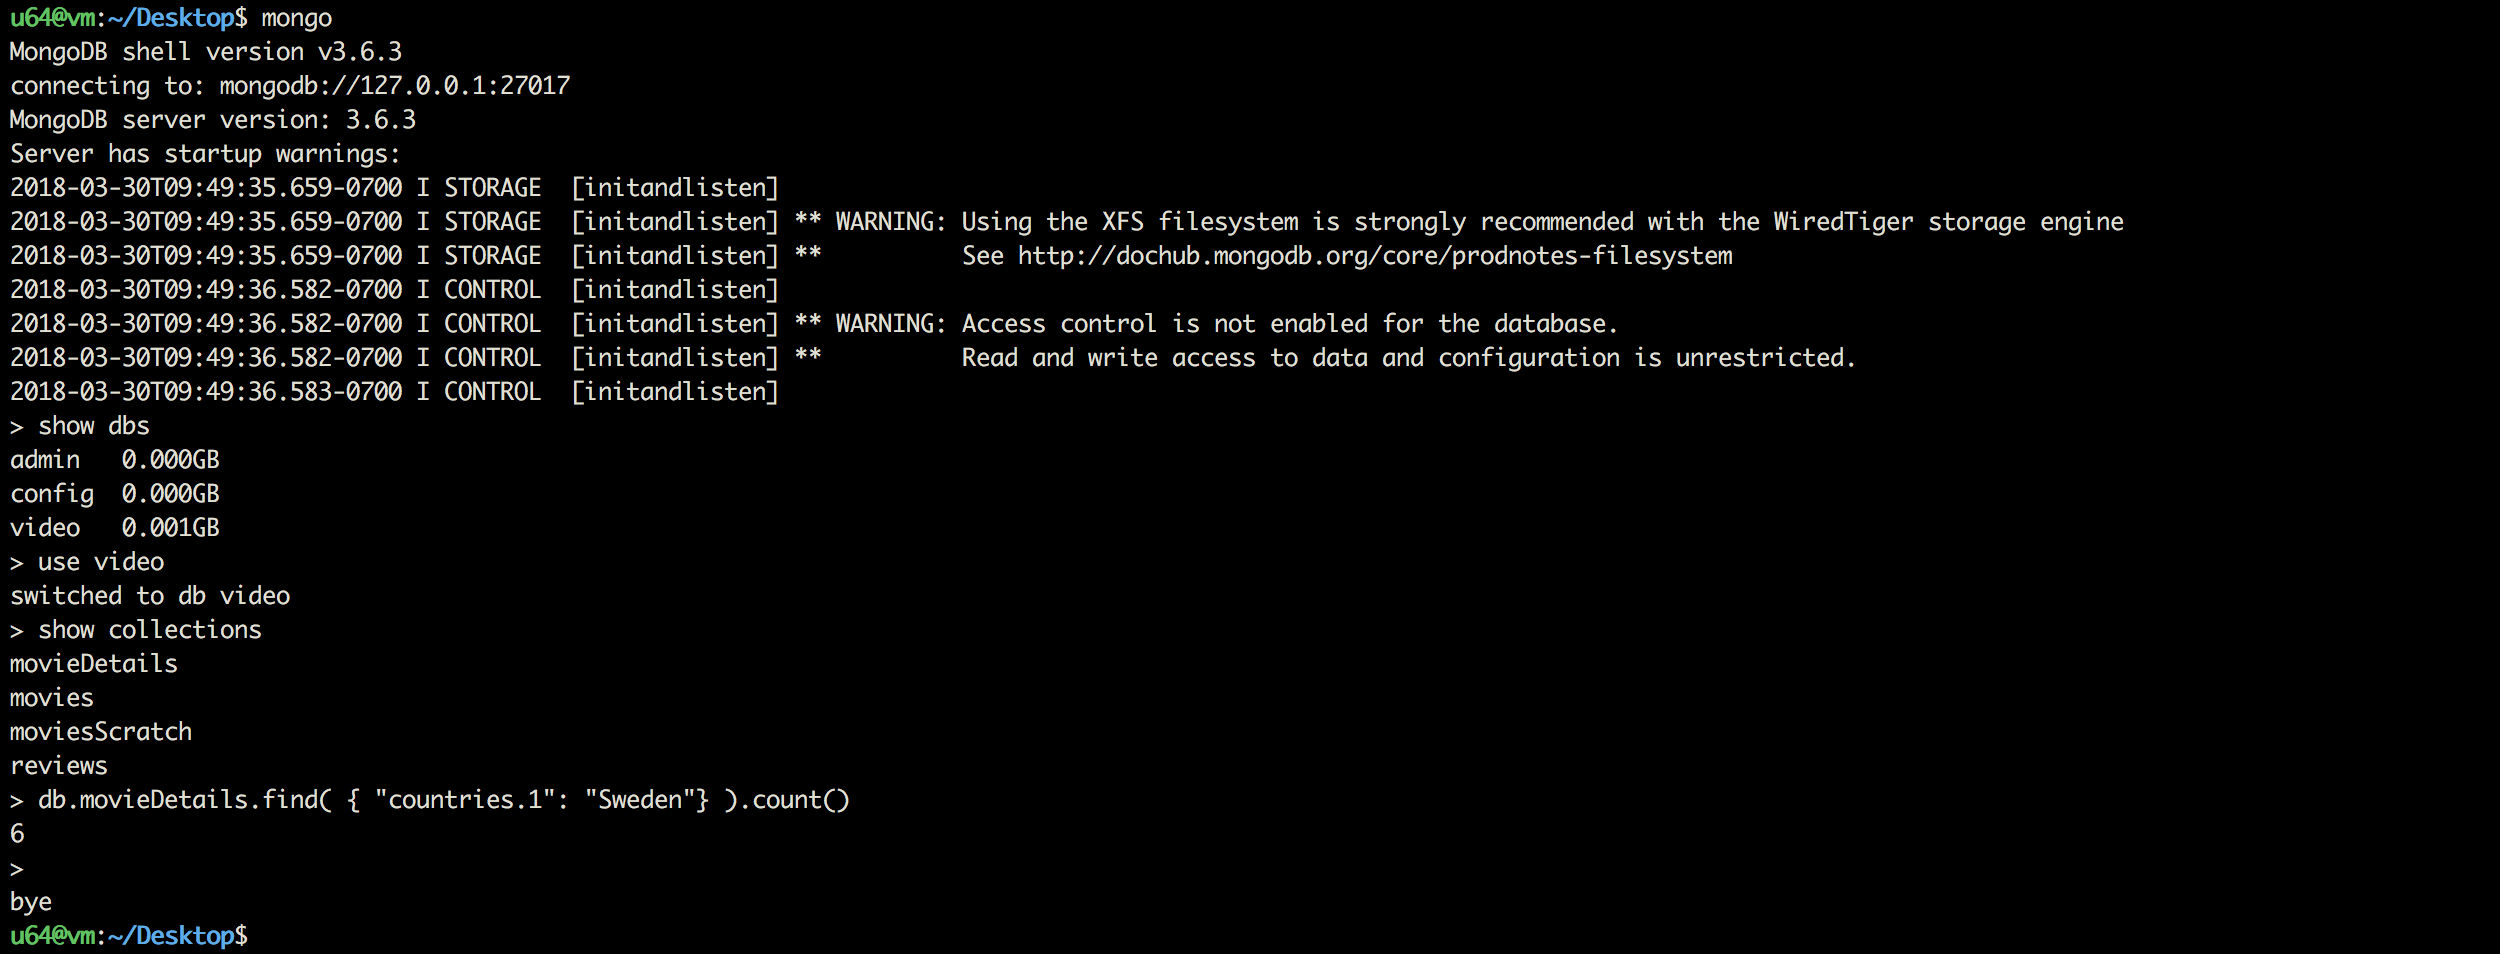 u64@vm:~/Desktop$ mongo
MongoDB shell version v3.6.3
connecting to: mongodb://127.0.0.1:27017
MongoDB server version: 3.6.3
Server has startup warnings:
2018-03-30T09:49:35.659-0700 I STORAGE  [initandlisten]
2018-03-30T09:49:35.659-0700 I STORAGE  [initandlisten] ** WARNING: Using the XFS filesystem is strongly recommended with the WiredTiger storage engine
2018-03-30T09:49:35.659-0700 I STORAGE  [initandlisten] **          See http://dochub.mongodb.org/core/prodnotes-filesystem
2018-03-30T09:49:36.582-0700 I CONTROL  [initandlisten]
2018-03-30T09:49:36.582-0700 I CONTROL  [initandlisten] ** WARNING: Access control is not enabled for the database.
2018-03-30T09:49:36.582-0700 I CONTROL  [initandlisten] **          Read and write access to data and configuration is unrestricted.
2018-03-30T09:49:36.583-0700 I CONTROL  [initandlisten]
> show dbs
admin   0.000GB
config  0.000GB
video   0.001GB
> use video
switched to db video
> show collections
movieDetails
movies
moviesScratch
reviews
> db.movieDetails.find( { "countries.1": "Sweden"} ).count()
6
>
bye
u64@vm:~/Desktop$